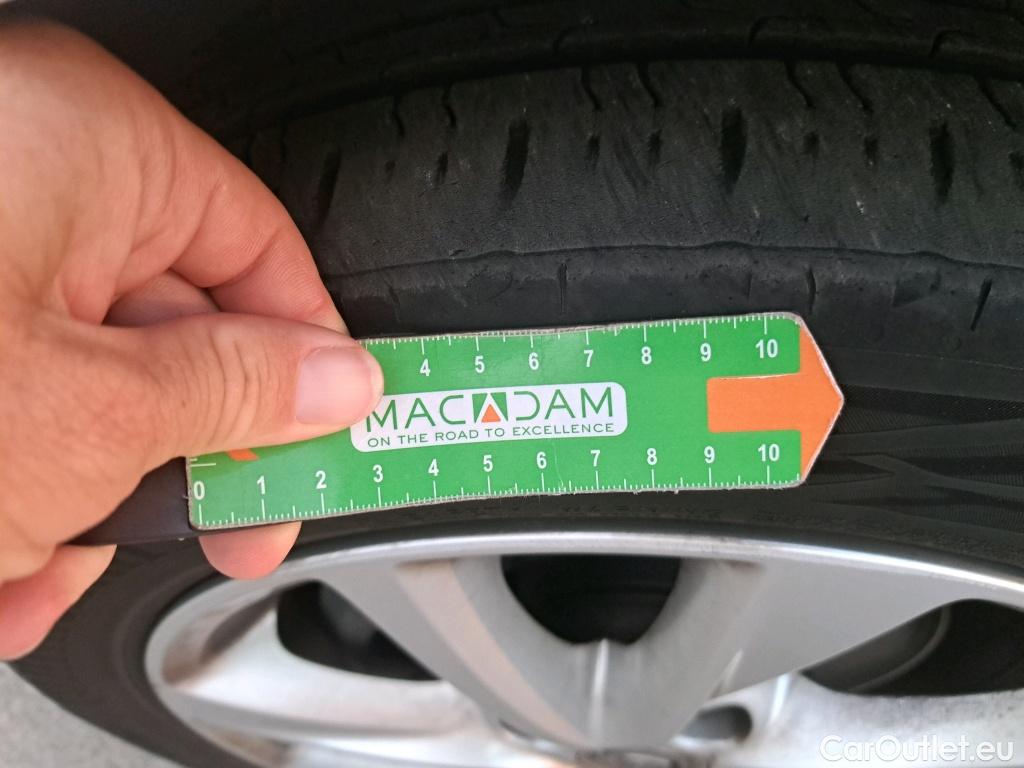 4 5 6 7 8 9 10
MACADAM
ON THE ROAD TO EXCELLENCE
0 1 2 3 4 5 6 7 8 9 10
CarOutlet.eu